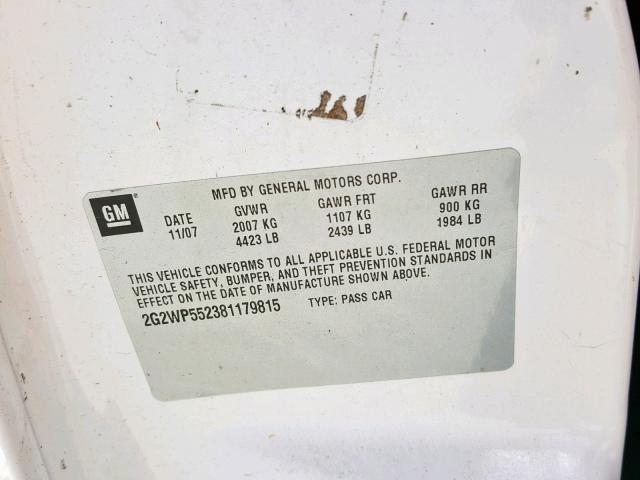 MFD BY GENERAL MOTORS CORP.
GM
DATE GVWR GAWR FRT GAWR RR
11/07 2007 KG 1107 KG 900 KG
4423 LB 2439 LB 1984 LB
THIS VEHICLE CONFORMS TO ALL APPLICABLE U.S. FEDERAL MOTOR
VEHICLE SAFETY, BUMPER, AND THEFT PREVENTION STANDARDS IN
EFFECT ON THE DATE OF MANUFACTURE SHOWN ABOVE.
2G2WP552381179815 TYPE: PASS CAR